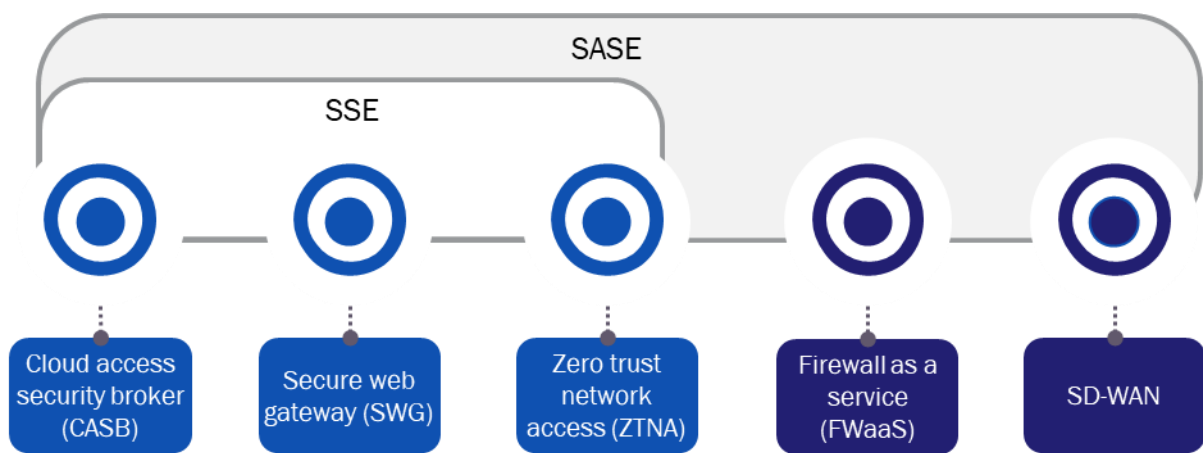 SASE
SSE
Cloud access
security broker
(CASB)
Secure web
gateway (SWG)
Zero trust
network
access (ZTNA)
Firewall as a
service
(FWaaS)
SD-WAN